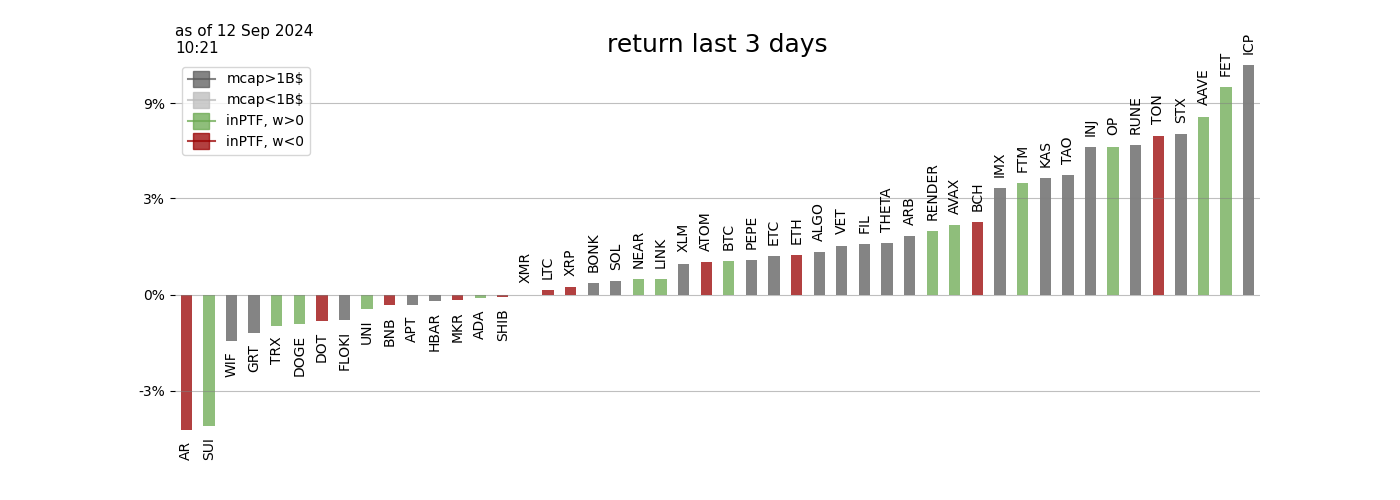 as of 12 Sep 2024
10:21
return last 3 days
mcap>1B$
mcap<1B$
inPTF, w>0
inPTF, w<0
9%
3%
0%
-3%
AR
SUI
WIF
GRT
TRX
DOGE
DOT
FLOKI
UNI
BNB
APT
HBAR
MKR
ADA
SHIB
XMR
LTC
XRP
BONK
SOL
NEAR
LINK
XLM
ATOM
BTC
PEPE
ETC
ETH
ALGO
VET
FIL
THETA
ARB
RENDER
AVAX
BCH
IMX
FTM
KAS
TAO
INJ
OP
RUNE
TON
STX
AAVE
FET
ICP